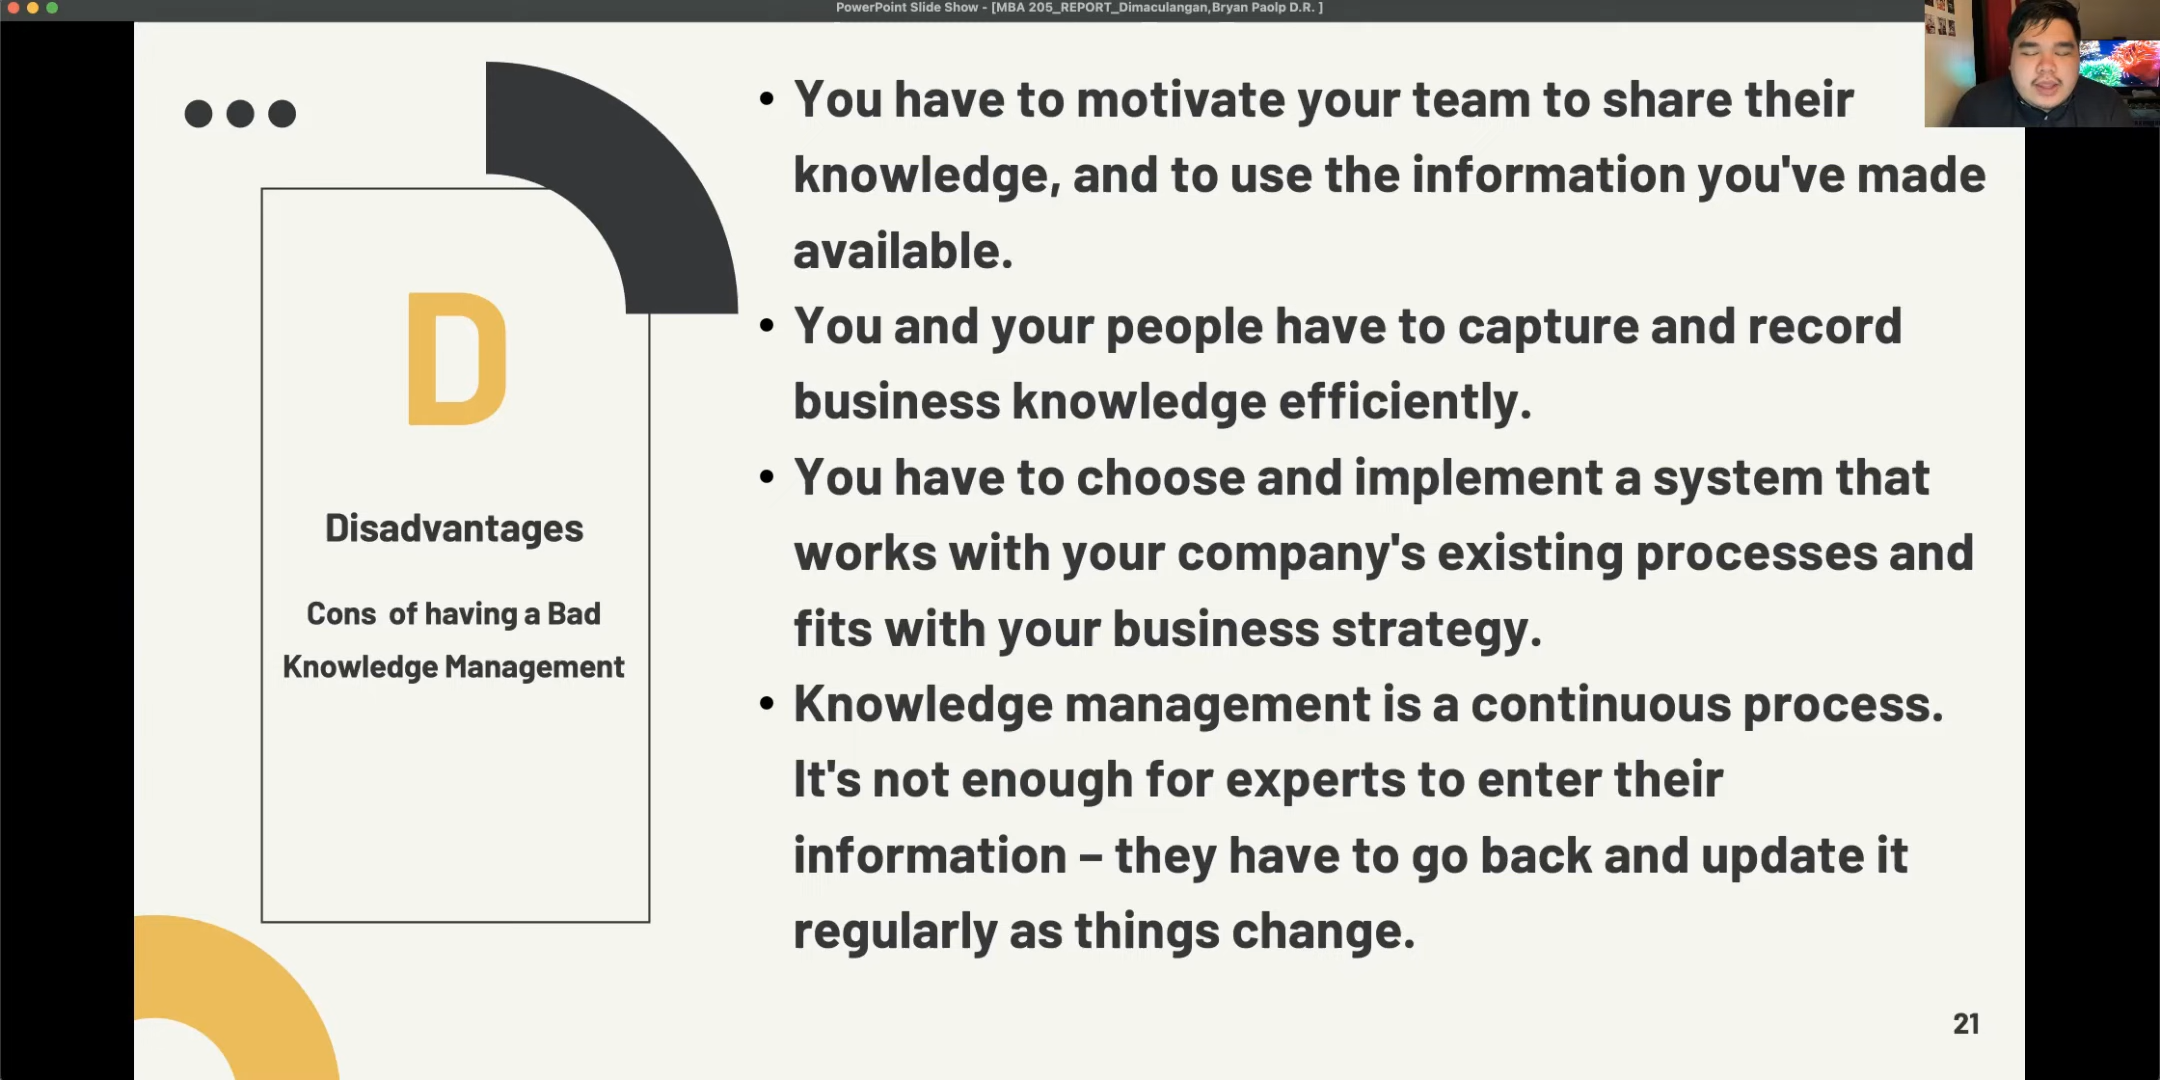 PowerPoint Slide Show - [MBA 205_REPORT_Dimaculangan,Bryan Paolp D.R. ]
D
Disadvantages
Cons of having a Bad
Knowledge Management
• You have to motivate your team to share their
knowledge, and to use the information you've made
available.
• You and your people have to capture and record
business knowledge efficiently.
• You have to choose and implement a system that
works with your company's existing processes and
fits with your business strategy.
• Knowledge management is a continuous process.
It's not enough for experts to enter their
information – they have to go back and update it
regularly as things change.
21